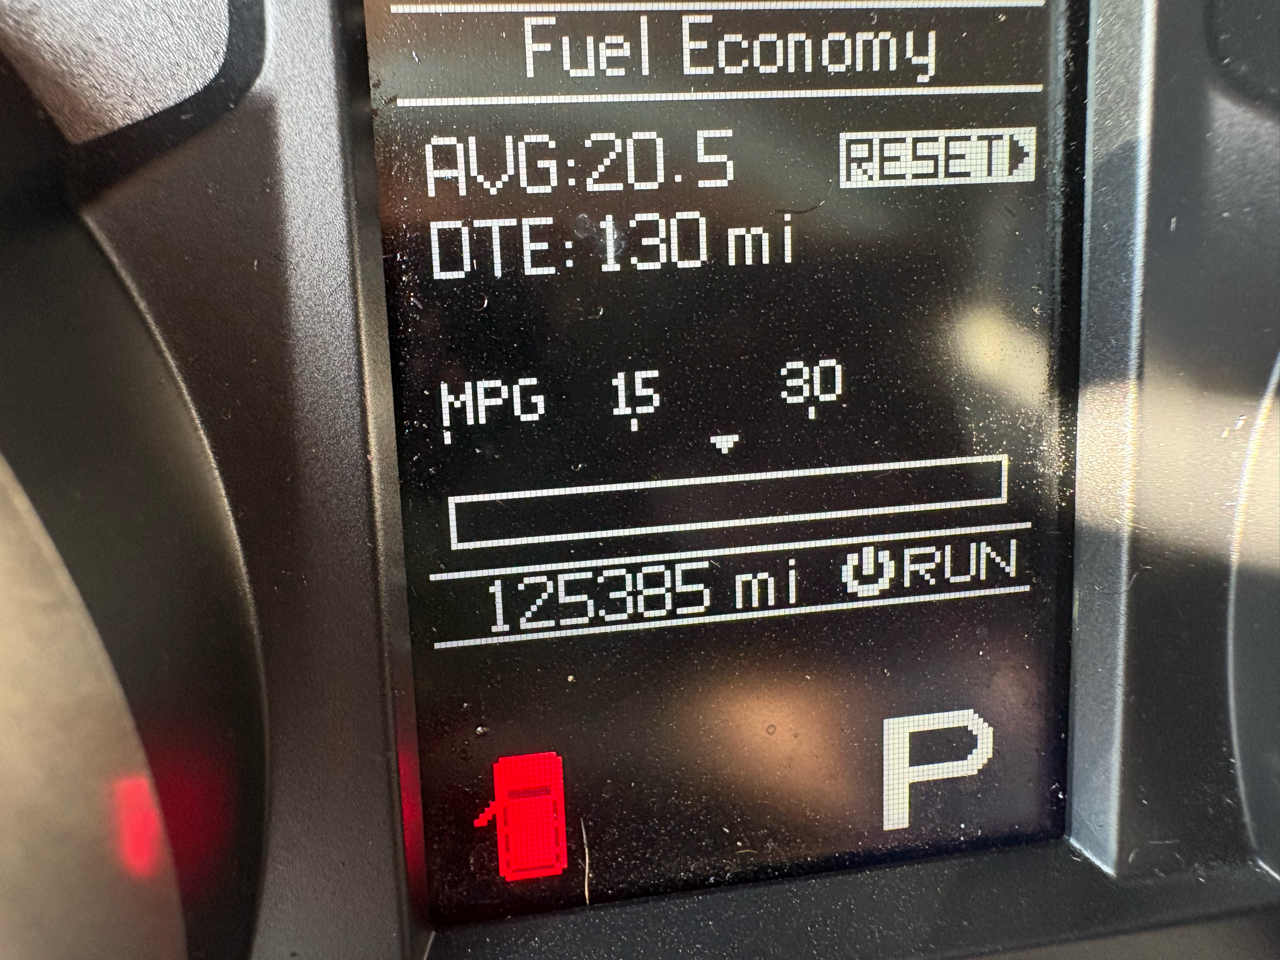 Fuel Economy
AVG:20.5 RESET
DTE: 130 mi
MPG 15 30
125385 mi RUN
P